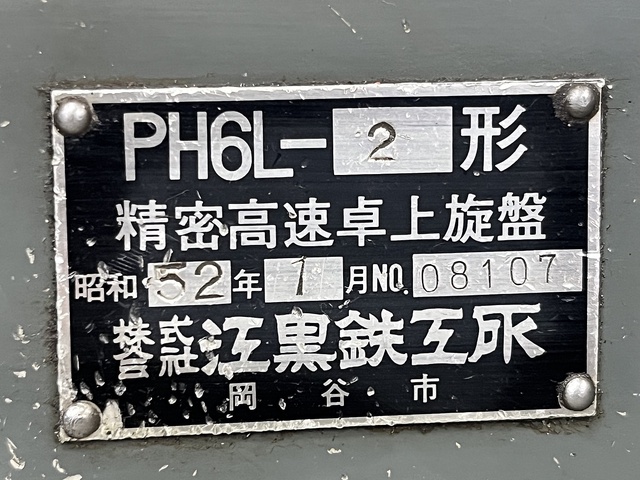 PH6L-2形
精密高速卓上旋盤
昭和52年1月NO.08107
株式会社江黒鉄工所
岡谷市